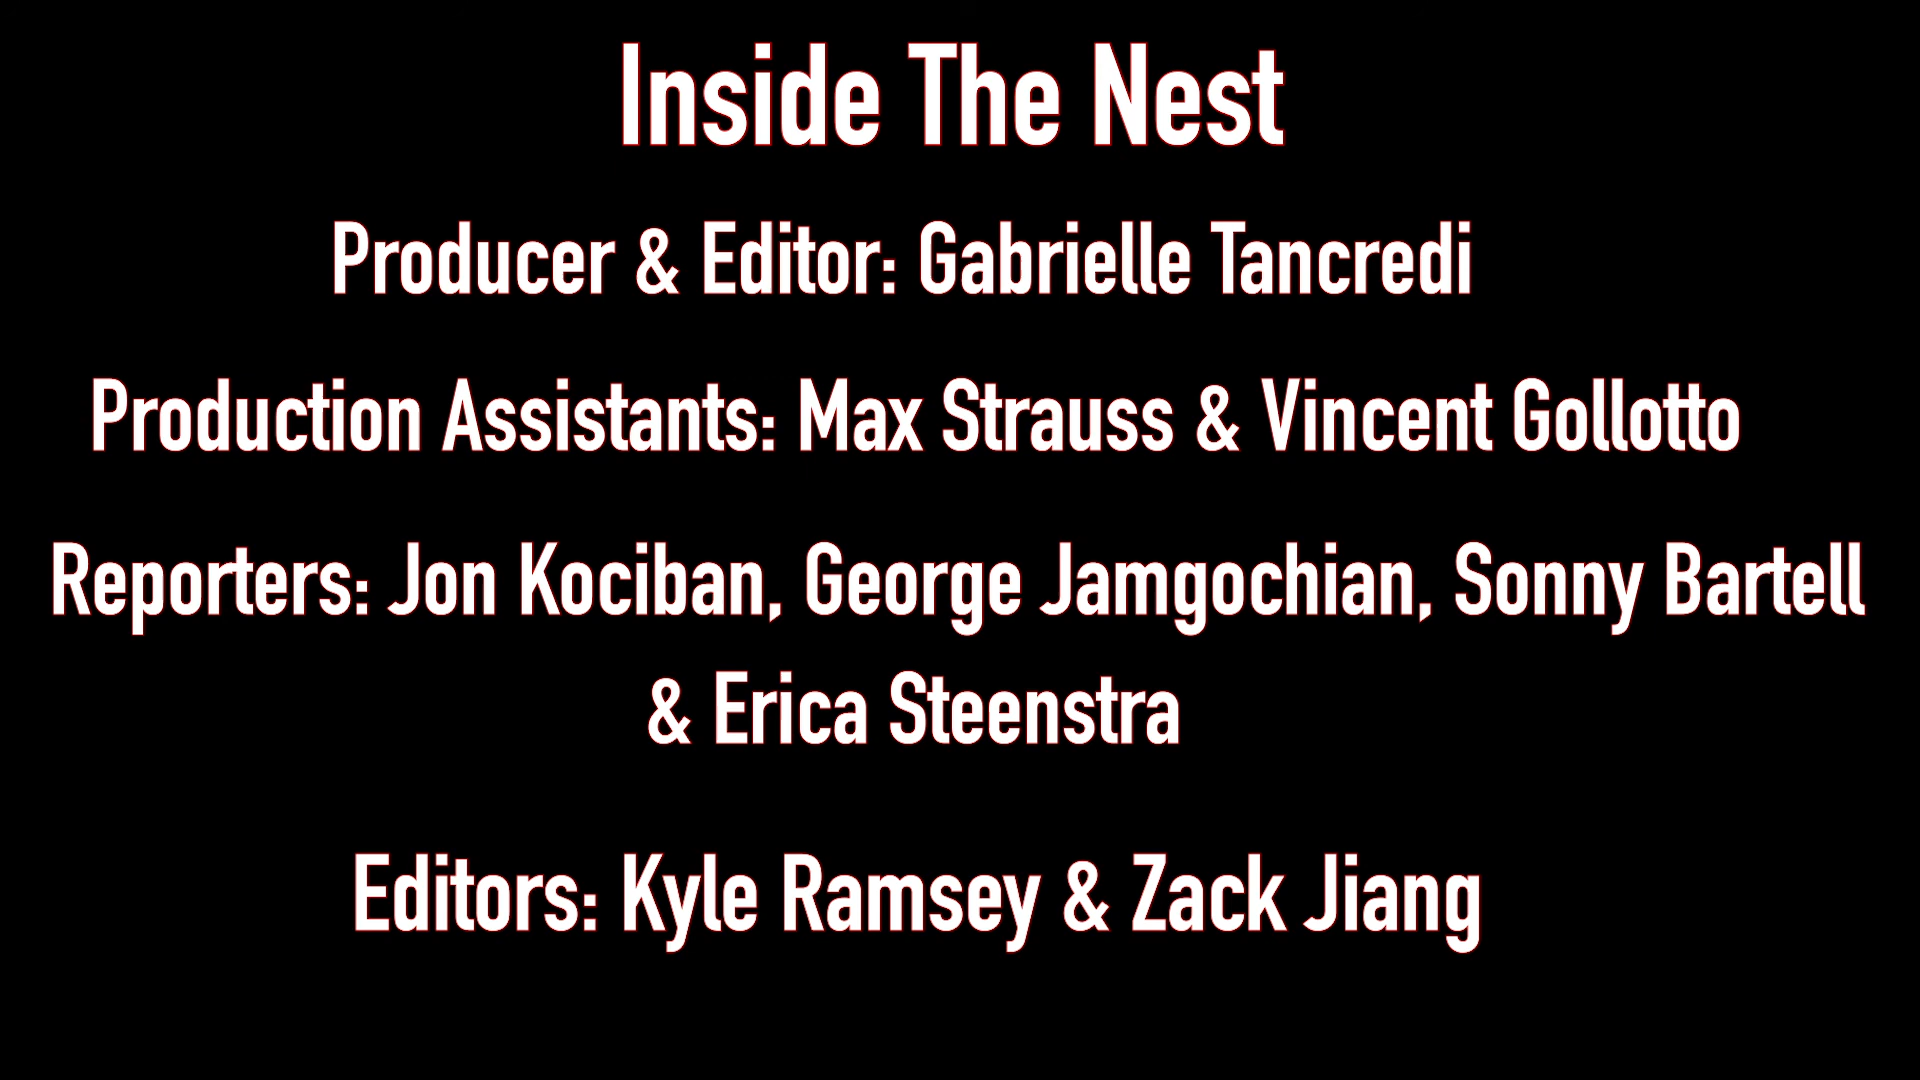 Inside The Nest
Producer & Editor: Gabrielle Tancredi
Production Assistants: Max Strauss & Vincent Gollotto
Reporters: Jon Kociban, George Jamgochian, Sonny Bartell
& Erica Steenstra
Editors: Kyle Ramsey & Zack Jiang